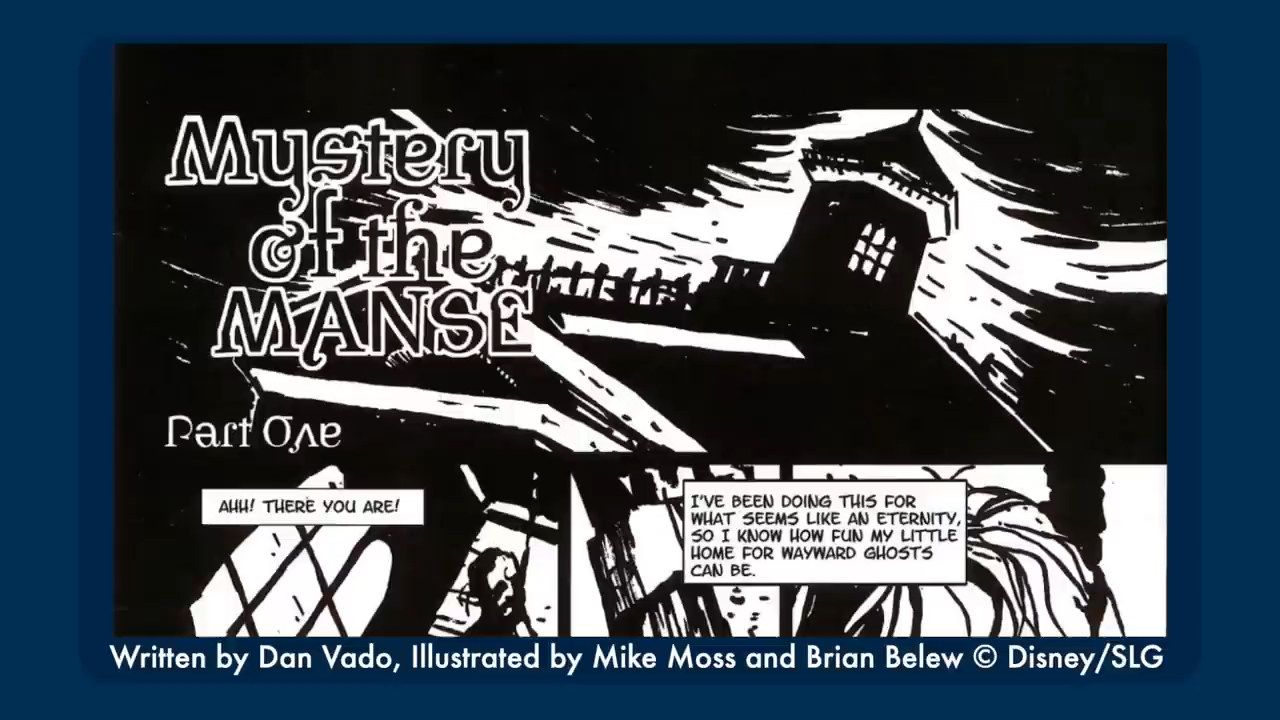 Mystery
of the
MANSE
Part One
AHH! THERE YOU ARE!
I'VE BEEN DOING THIS FOR
WHAT SEEMS LIKE AN ETERNITY,
SO I KNOW HOW FUN MY LITTLE
HOME FOR WAYWARD GHOSTS
CAN BE.
Written by Dan Vado, Illustrated by Mike Moss and Brian Belew © Disney/SLG